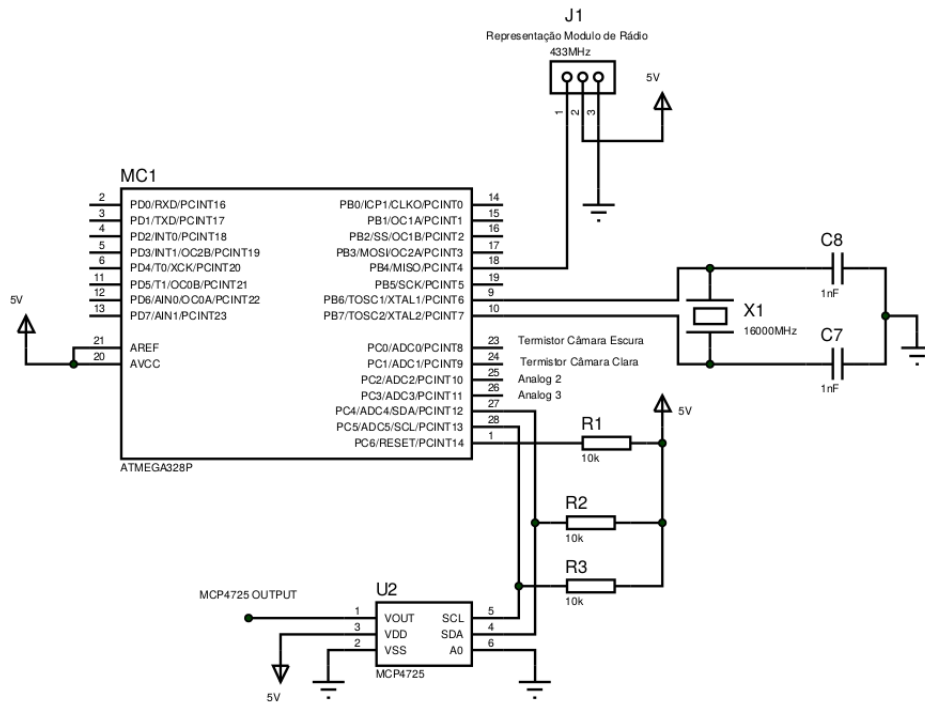 J1
Representação Modulo de Rádio
433MHz
5V
1
2
3
MC1
2 PD0/RXD/PCINT16
3 PD1/TXD/PCINT17
4 PD2/INT0/PCINT18
5 PD3/INT1/OC2B/PCINT19
6 PD4/T0/XCK/PCINT20
11 PD5/T1/OC0B/PCINT21
12 PD6/AIN0/OC0A/PCINT22
13 PD7/AIN1/PCINT23
21 AREF
20 AVCC
5V
PB0/ICP1/CLKO/PCINT0 14
PB1/OC1A/PCINT1 15
PB2/SS/OC1B/PCINT2 16
PB3/MOSI/OC2A/PCINT3 17
PB4/MISO/PCINT4 18
PB5/SCK/PCINT5 19
PB6/TOSC1/XTAL1/PCINT6 9
PB7/TOSC2/XTAL2/PCINT7 10
PC0/ADC0/PCINT8 23 Termistor Câmara Escura
PC1/ADC1/PCINT9 24 Termistor Câmara Clara
PC2/ADC2/PCINT10 25 Analog 2
PC3/ADC3/PCINT11 26 Analog 3
PC4/ADC4/SDA/PCINT12 27
PC5/ADC5/SCL/PCINT13 28
PC6/RESET/PCINT14 1
ATMEGA328P
C8
1nF
X1
16000MHz
C7
1nF
5V
R1
10k
R2
10k
R3
10k
U2
MCP4725 OUTPUT
1 VOUT SCL 5
3 VDD SDA 4
2 VSS A0 6
MCP4725
5V